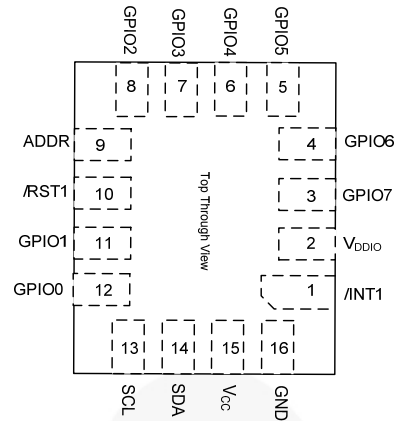 GPIO2
GPIO3
GPIO4
GPIO5
8
7
6
5
ADDR
9
4
GPIO6
/RST1
10
3
GPIO7
GPIO1
11
2
VDDIO
GPIO0
12
1
/INT1
Top Through View
13
14
15
16
SCL
SDA
VCC
GND